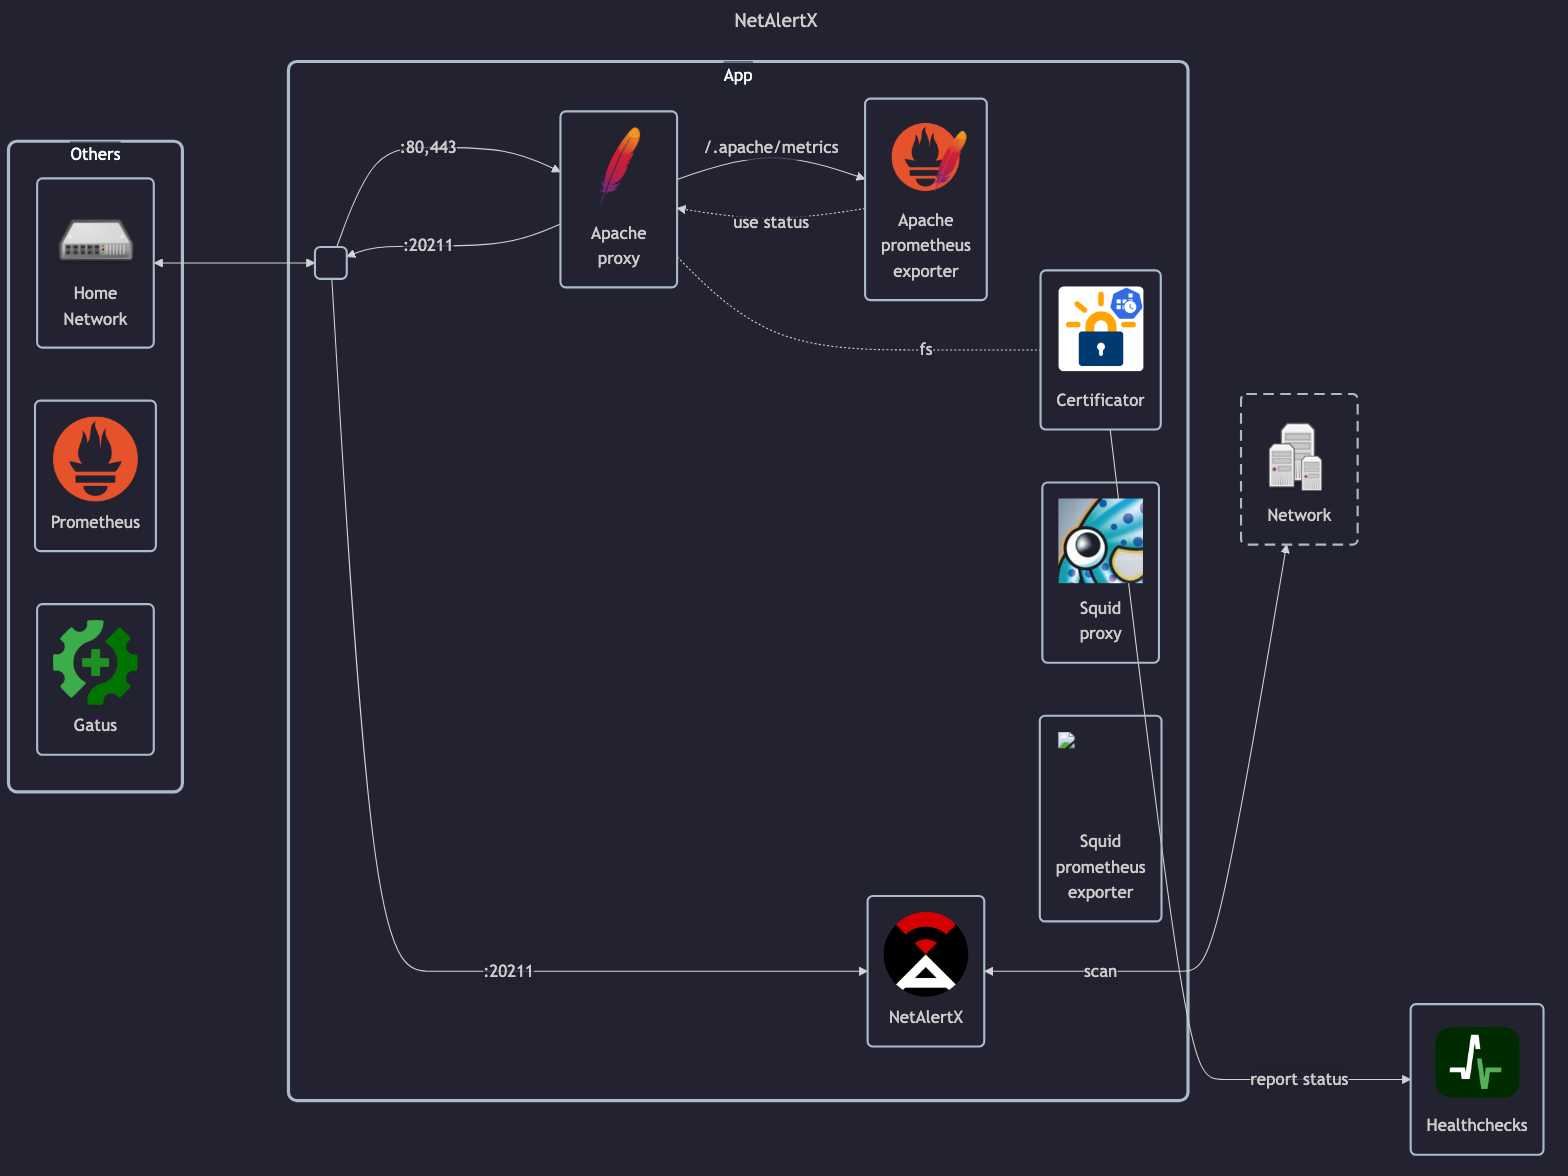 NetAlertX
App
Others
Home
Network
Prometheus
Gatus
:80,443
:20211
Apache
proxy
/.apache/metrics
use status
Apache
prometheus
exporter
fs
Certificator
Squid
proxy
Squid
prometheus
exporter
:20211
NetAlertX
scan
Network
report status
Healthchecks